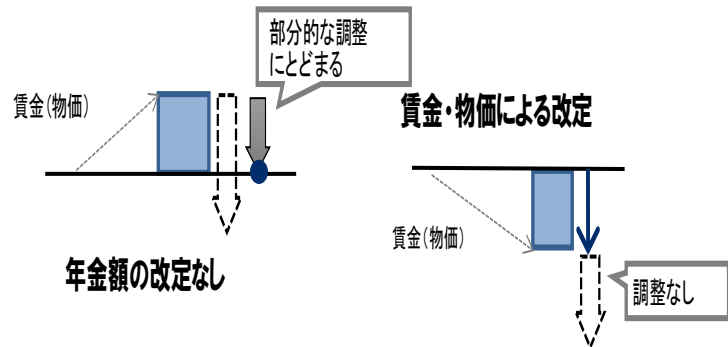 部分的な調整
にとどまる
賃金(物価)
年金額の改定なし
賃金・物価による改定
賃金(物価)
調整なし